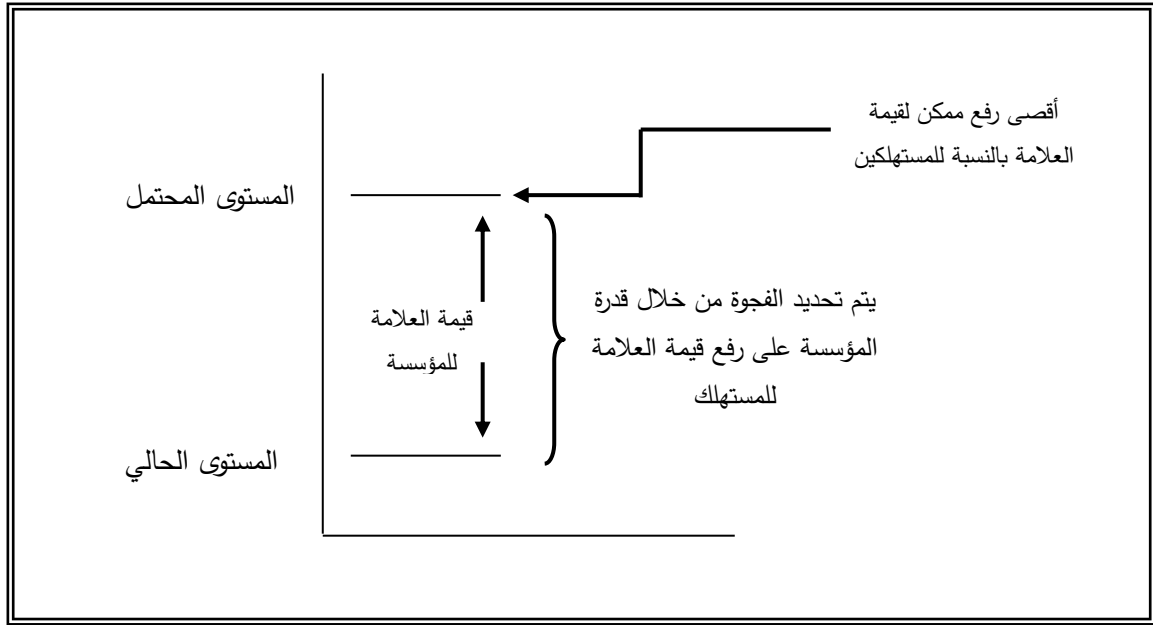 أقصى رفع ممكن لقيمة
العلامة بالنسبة للمستهلكين
المستوى المحتمل
يتم تحديد الفجوة من خلال قدرة
المؤسسة على رفع قيمة العلامة
للمستهلك
قيمة العلامة
للمؤسسة
المستوى الحالي